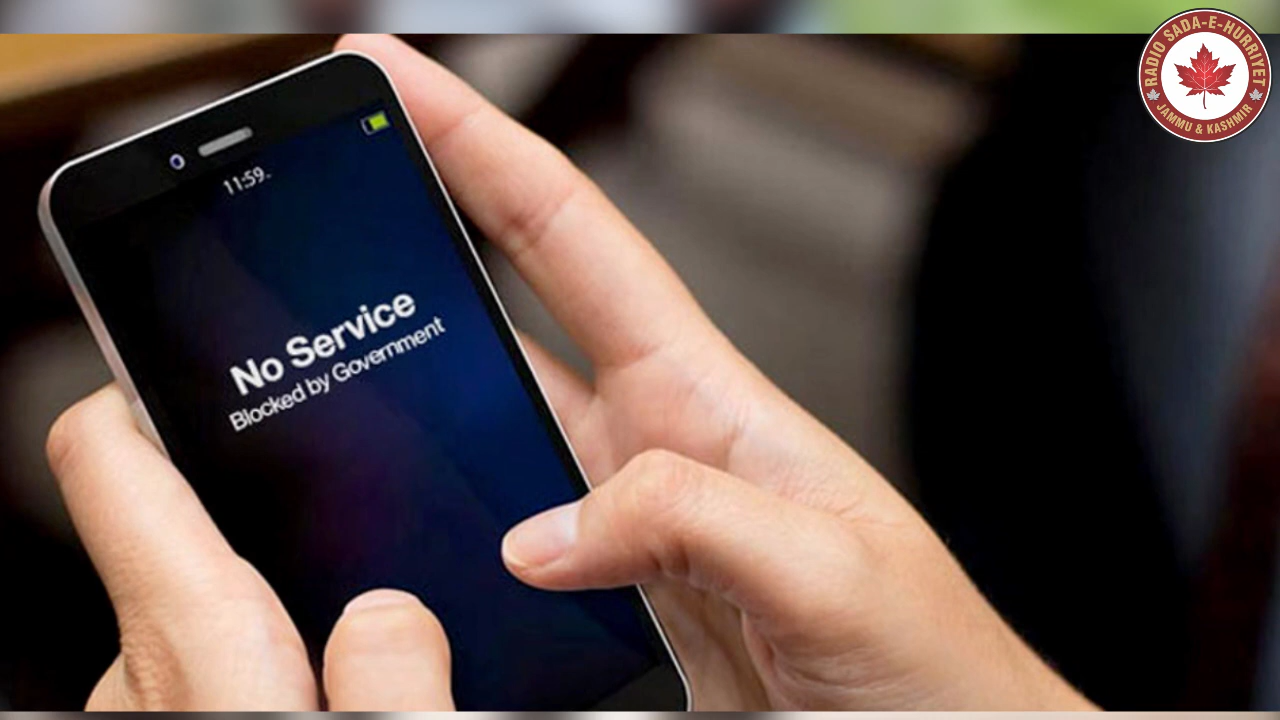 RADIO SADA-E-HURRIYET
JAMMU & KASHMIR
11:59
No Service
Blocked by Government